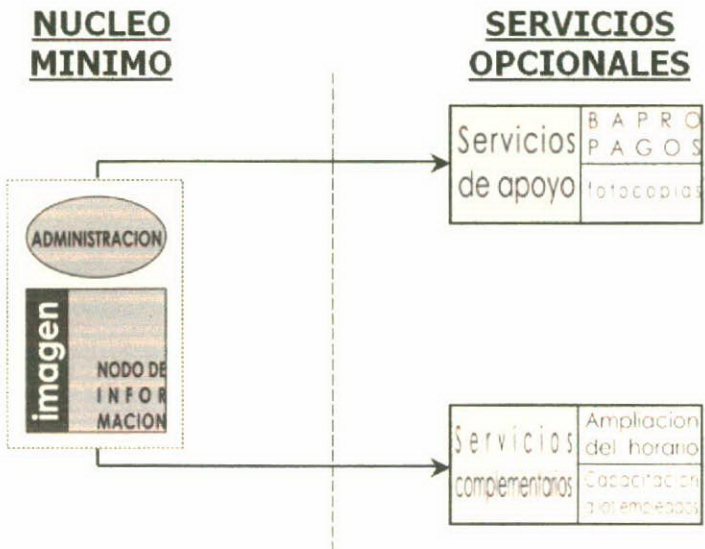 NUCLEO
MINIMO
SERVICIOS
OPCIONALES
ADMINISTRACION
imagen
NODO DE
INFOR
MACION
Servicios
de apoyo
BAPRO
PAGOS
fotocopias
Servicios
complementarios
Ampliacion
del horario
Capacitacion
a los empleados